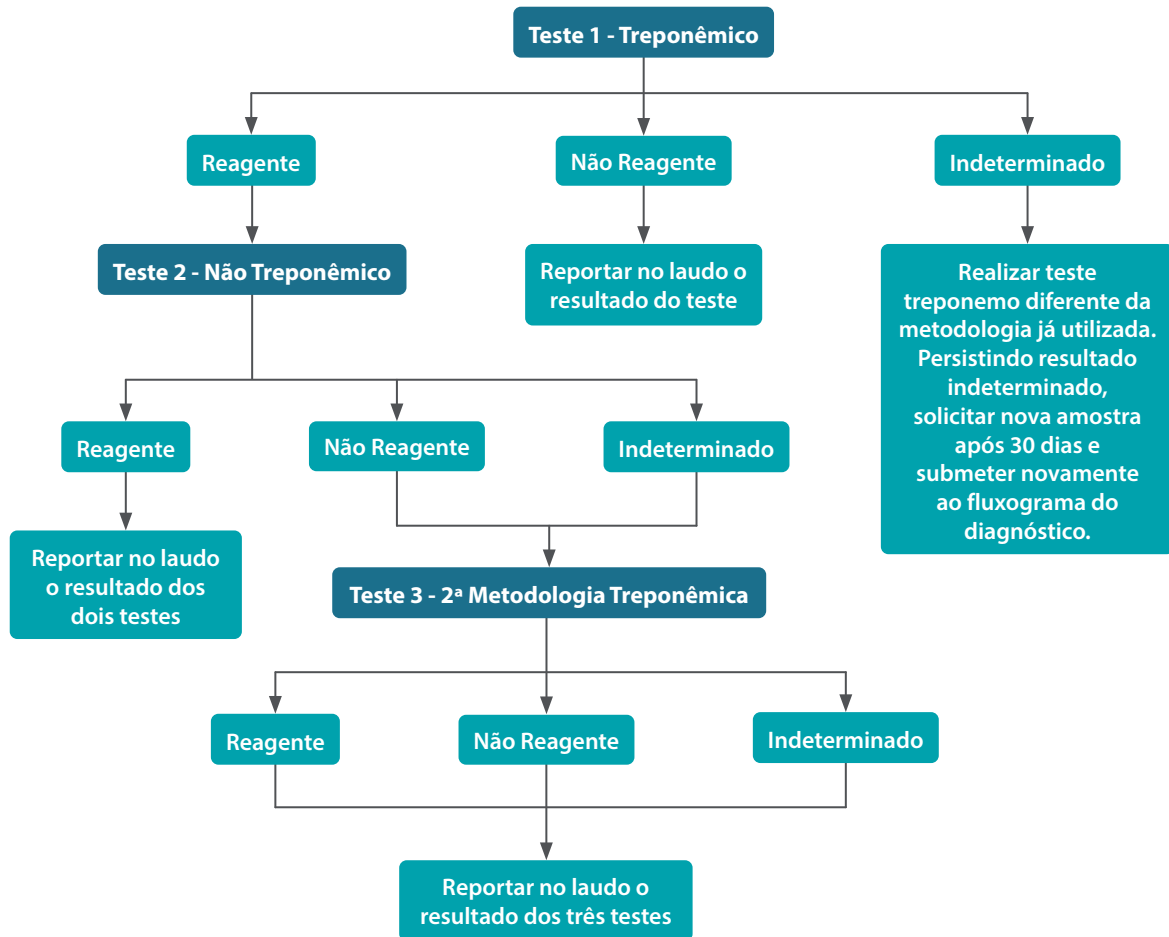 Teste 1 - Treponêmico
Reagente
Não Reagente
Indeterminado
Teste 2 - Não Treponêmico
Reportar no laudo o
resultado do teste
Realizar teste
treponemo diferente da
metodologia já utilizada.
Persistindo resultado
indeterminado,
solicitar nova amostra
após 30 dias e
submeter novamente
ao fluxograma do
diagnóstico.
Reagente
Não Reagente
Indeterminado
Reportar no laudo
o resultado dos
dois testes
Teste 3 - 2ª Metodologia Treponêmica
Reagente
Não Reagente
Indeterminado
Reportar no laudo o
resultado dos três testes